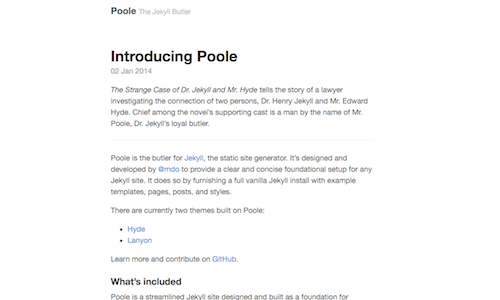 Poole The Jekyll Butler
Introducing Poole
02 Jan 2014
The Strange Case of Dr. Jekyll and Mr. Hyde tells the story of a lawyer
investigating the connection of two persons, Dr. Henry Jekyll and Mr. Edward
Hyde. Chief among the novel's supporting cast is a man by the name of Mr.
Poole, Dr. Jekyll's loyal butler.
Poole is the butler for Jekyll, the static site generator. It's designed and
developed by @mdo to provide a clear and concise foundational setup for any
Jekyll site. It does so by furnishing a full vanilla Jekyll install with example
templates, pages, posts, and styles.
There are currently two themes built on Poole:
• Hyde
• Lanyon
Learn more and contribute on GitHub.
What's included
Poole is a streamlined Jekyll site designed and built as a foundation for